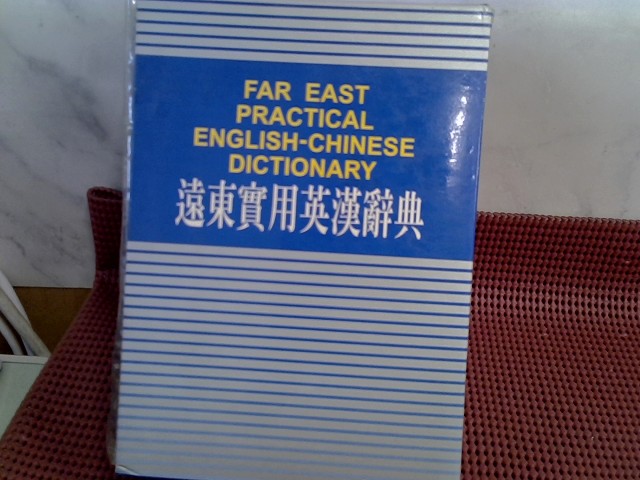 FAR EAST
PRACTICAL
ENGLISH-CHINESE
DICTIONARY
遠東實用英漢辭典